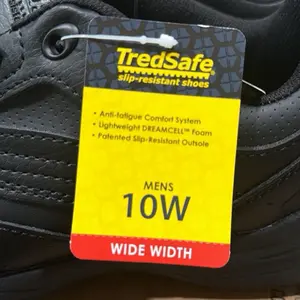 TredSafe®
slip-resistant shoes
• Anti-fatigue Comfort System
• Lightweight DREAMCELL™ Foam
• Patented Slip-Resistant Outsole
MENS
10W
WIDE WIDTH